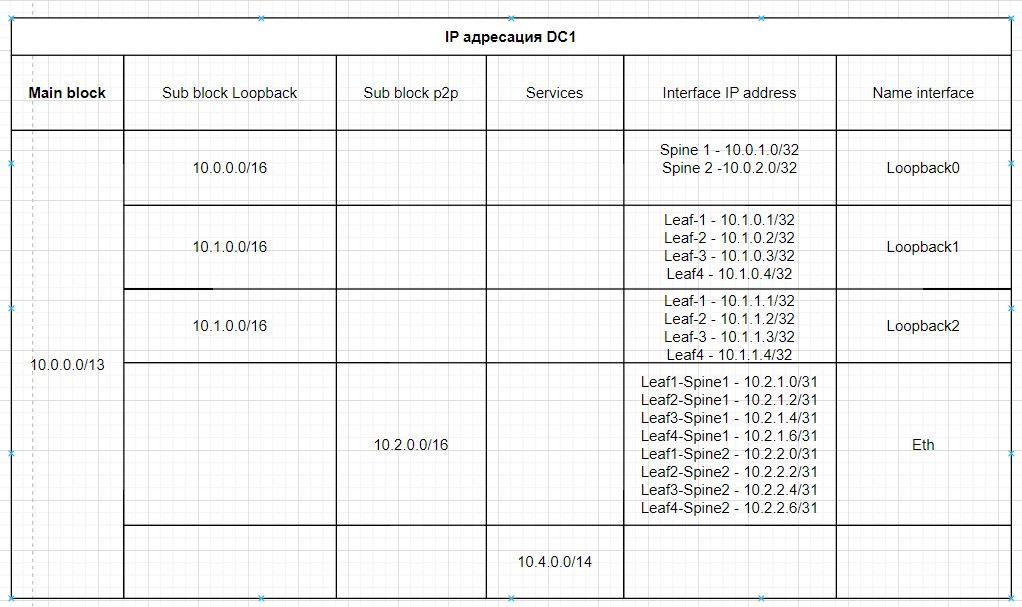 IP адресация DC1
Main block
Sub block Loopback
Sub block p2p
Services
Interface IP address
Name interface
10.0.0.0/13
10.0.0.0/16
Spine 1 - 10.0.1.0/32
Spine 2 -10.0.2.0/32
Loopback0
10.1.0.0/16
Leaf-1 - 10.1.0.1/32
Leaf-2 - 10.1.0.2/32
Leaf-3 - 10.1.0.3/32
Leaf4 - 10.1.0.4/32
Loopback1
10.1.0.0/16
Leaf-1 - 10.1.1.1/32
Leaf-2 - 10.1.1.2/32
Leaf-3 - 10.1.1.3/32
Leaf4 - 10.1.1.4/32
Loopback2
10.2.0.0/16
Leaf1-Spine1 - 10.2.1.0/31
Leaf2-Spine1 - 10.2.1.2/31
Leaf3-Spine1 - 10.2.1.4/31
Leaf4-Spine1 - 10.2.1.6/31
Leaf1-Spine2 - 10.2.2.0/31
Leaf2-Spine2 - 10.2.2.2/31
Leaf3-Spine2 - 10.2.2.4/31
Leaf4-Spine2 - 10.2.2.6/31
Eth
10.4.0.0/14